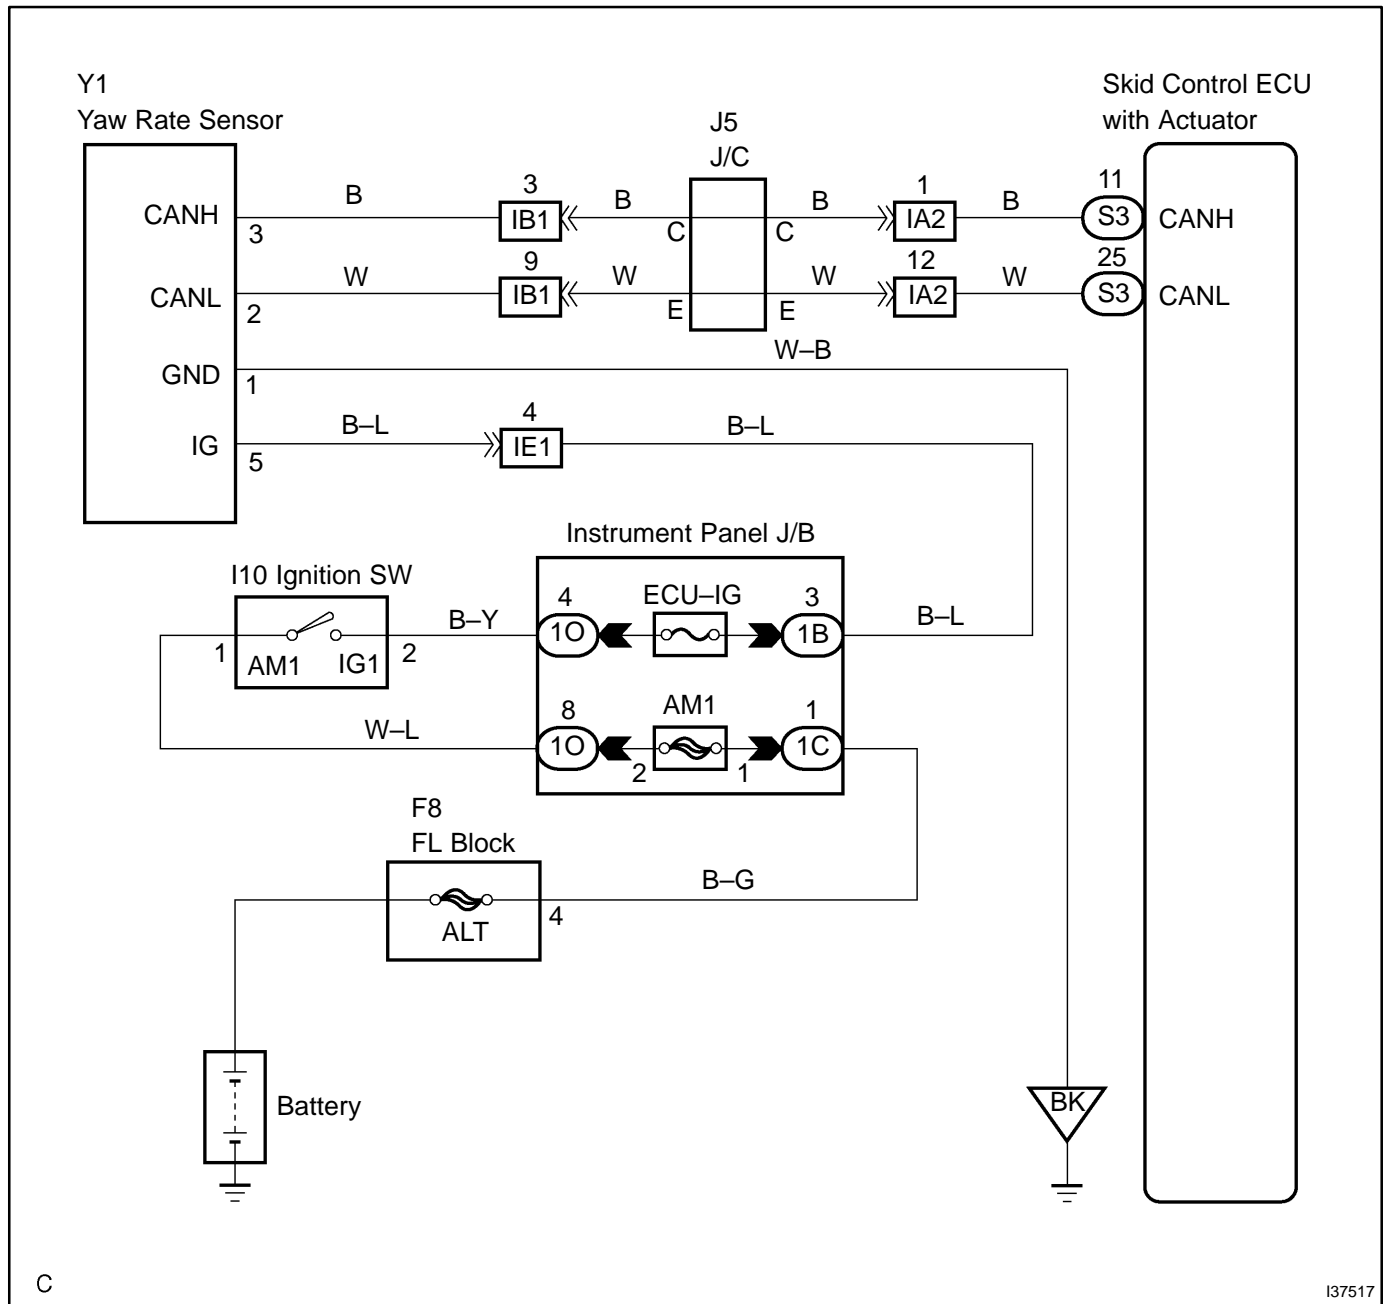 Y1
Yaw Rate Sensor
Skid Control ECU
with Actuator
J5
J/C
CANH
3
B
3
IB1
B
C
C
B
1
IA2
B
11
S3
CANH
CANL
2
W
9
IB1
W
E
E
W
12
IA2
W
25
S3
CANL
GND
1
W–B
IG
5
B–L
4
IE1
B–L
Instrument Panel J/B
I10 Ignition SW
1
AM1
IG1
2
B–Y
4
1O
ECU–IG
3
1B
B–L
W–L
8
1O
AM1
2
1
1
1C
F8
FL Block
ALT
4
B–G
Battery
BK
C
I37517